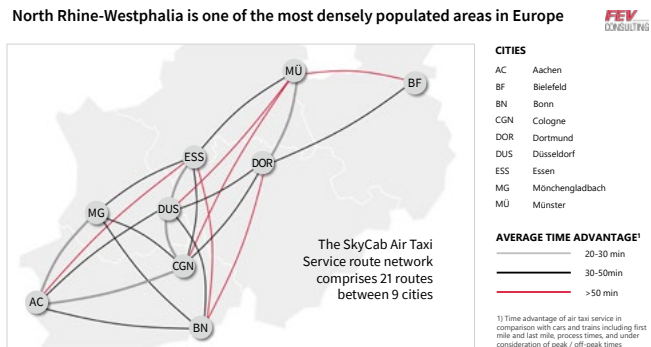 North Rhine-Westphalia is one of the most densely populated areas in Europe
FEV
CONSULTING
MÜ
BF
ESS
DOR
MG
DUS
CGN
AC
BN
The SkyCab Air Taxi
Service route network
comprises 21 routes
between 9 cities
CITIES
AC Aachen
BF Bielefeld
BN Bonn
CGN Cologne
DOR Dortmund
DUS Düsseldorf
ESS Essen
MG Mönchengladbach
MÜ Münster
AVERAGE TIME ADVANTAGE¹
20-30 min
30-50min
>50 min
1) Time advantage of air taxi service in
comparison with cars and trains including first
mile and last mile, process times, and under
consideration of peak / off-peak times